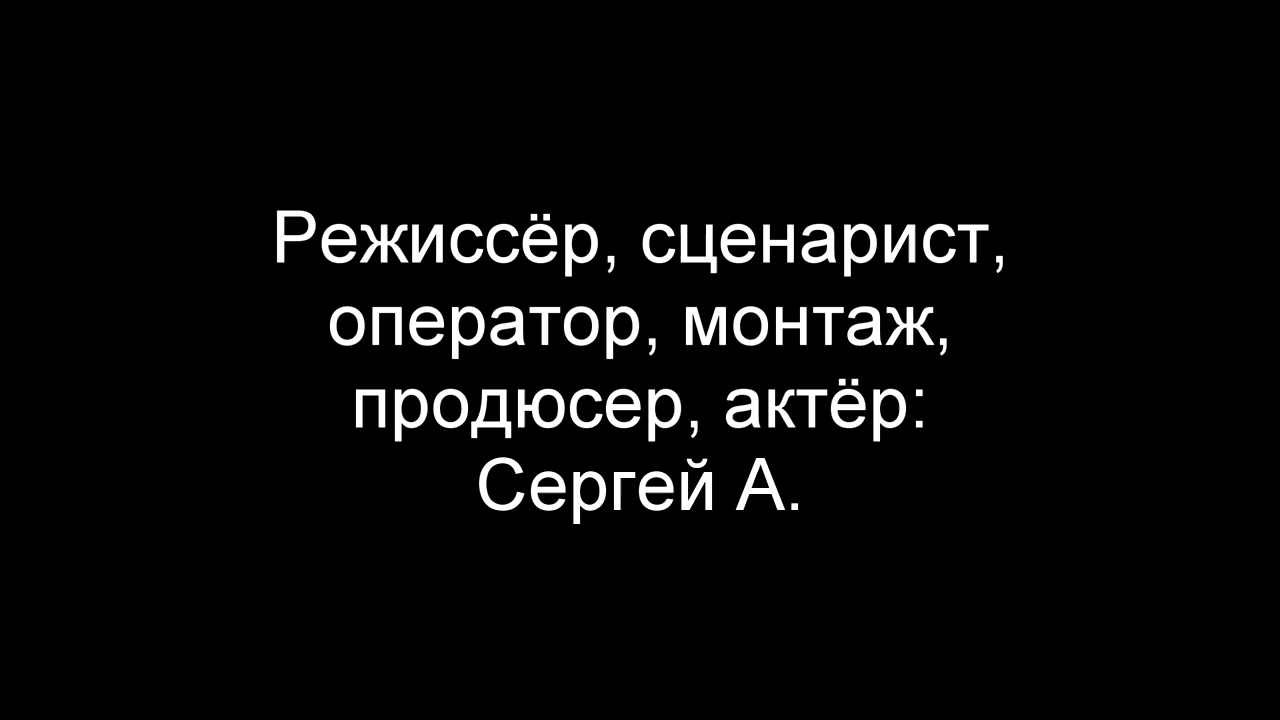 Режиссёр, сценарист,
оператор, монтаж,
продюсер, актёр:
Сергей А.